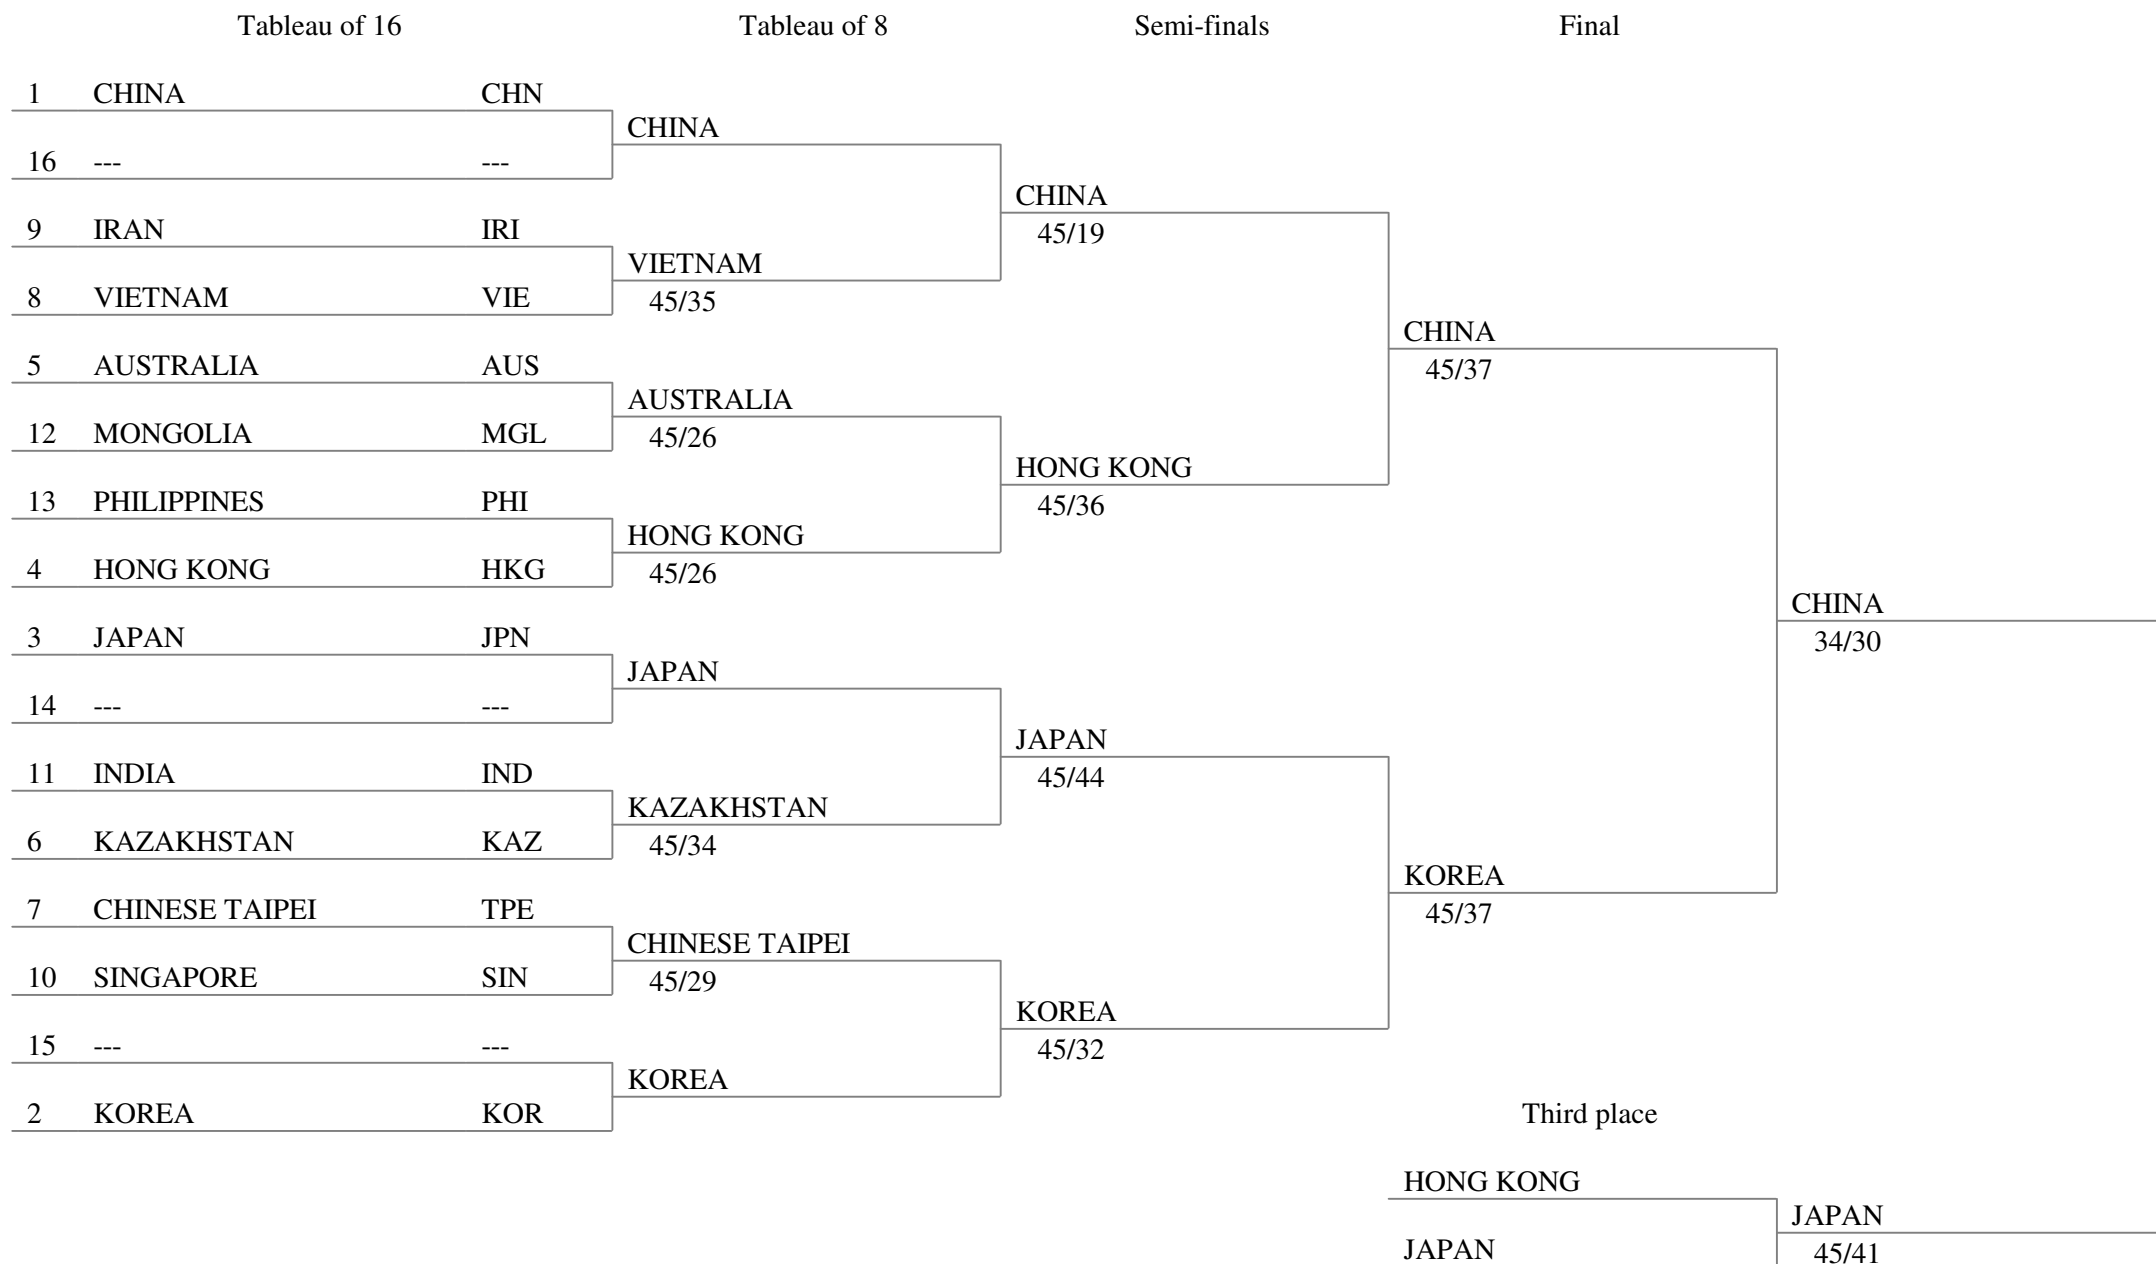 Tableau of 16 Tableau of 8 Semi-finals Final
1 CHINA CHN
CHINA
16 --- ---
CHINA
9 IRAN IRI
45/19
VIETNAM
8 VIETNAM VIE
45/35
CHINA
5 AUSTRALIA AUS
45/37
AUSTRALIA
12 MONGOLIA MGL
45/26
HONG KONG
13 PHILIPPINES PHI
45/36
HONG KONG
4 HONG KONG HKG
45/26
CHINA
3 JAPAN JPN
34/30
JAPAN
14 --- ---
JAPAN
11 INDIA IND
45/44
KAZAKHSTAN
6 KAZAKHSTAN KAZ
45/34
KOREA
7 CHINESE TAIPEI TPE
45/37
CHINESE TAIPEI
10 SINGAPORE SIN
45/29
KOREA
15 --- ---
45/32
KOREA
2 KOREA KOR
Third place
HONG KONG
JAPAN
JAPAN
45/41